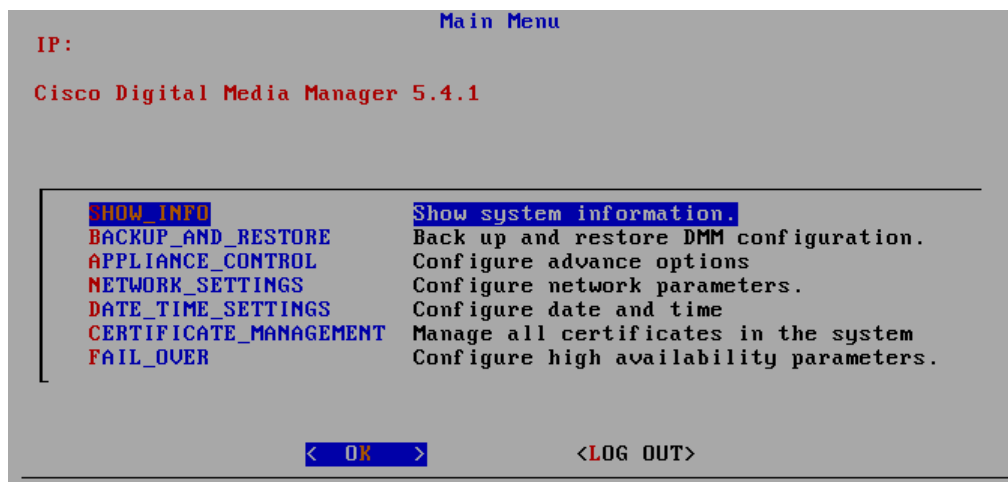 Main Menu
IP:
Cisco Digital Media Manager 5.4.1
SHOW_INFO Show system information.
BACKUP_AND_RESTORE Back up and restore DMM configuration.
APPLIANCE_CONTROL Configure advance options
NETWORK_SETTINGS Configure network parameters.
DATE_TIME_SETTINGS Configure date and time
CERTIFICATE_MANAGEMENT Manage all certificates in the system
FAIL_OVER Configure high availability parameters.
< OK > <LOG OUT>